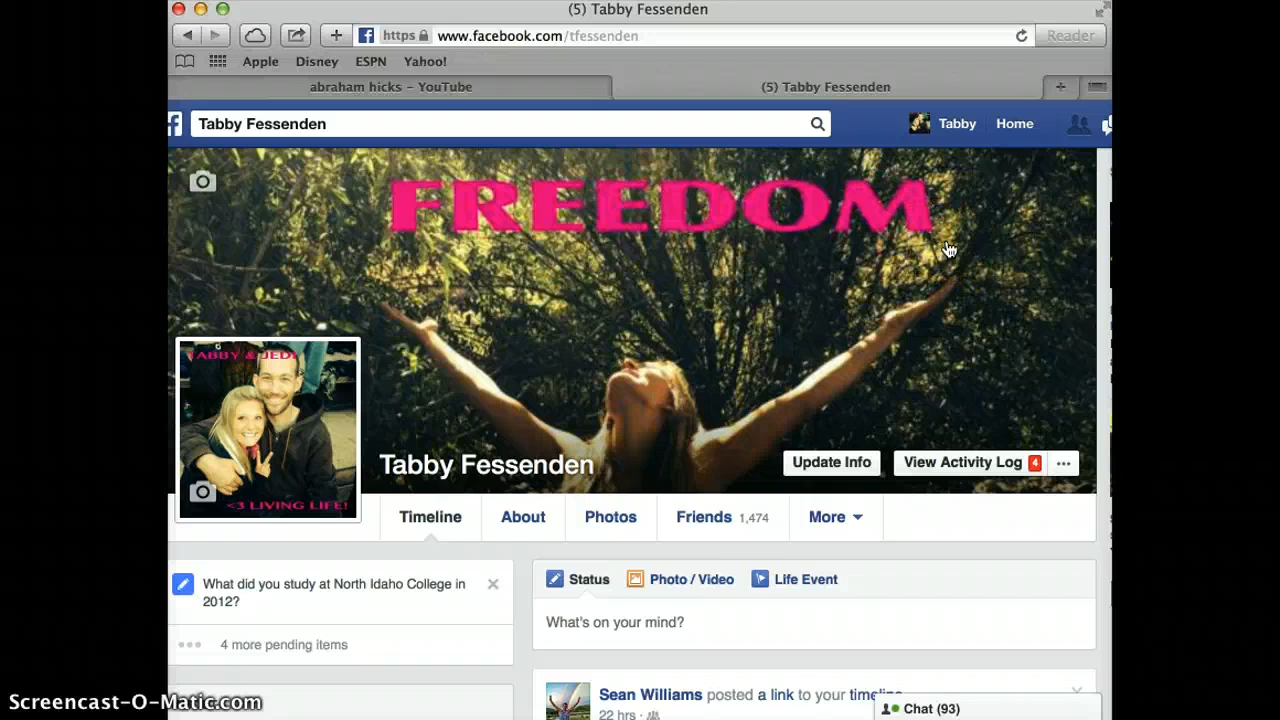 (5) Tabby Fessenden
https www.facebook.com/tfessenden
Reader
Apple Disney ESPN Yahoo!
abraham hicks – YouTube
(5) Tabby Fessenden
Tabby Fessenden
Tabby Home
FREEDOM
TABBY & JEDI
<3 LIVING LIFE!
Tabby Fessenden
Update Info
View Activity Log 4
Timeline About Photos Friends 1,474 More
What did you study at North Idaho College in
2012?
4 more pending items
Status Photo / Video Life Event
What's on your mind?
Sean Williams posted a link to your timeline.
22 hrs ·
Chat (93)
Screencast-O-Matic.com